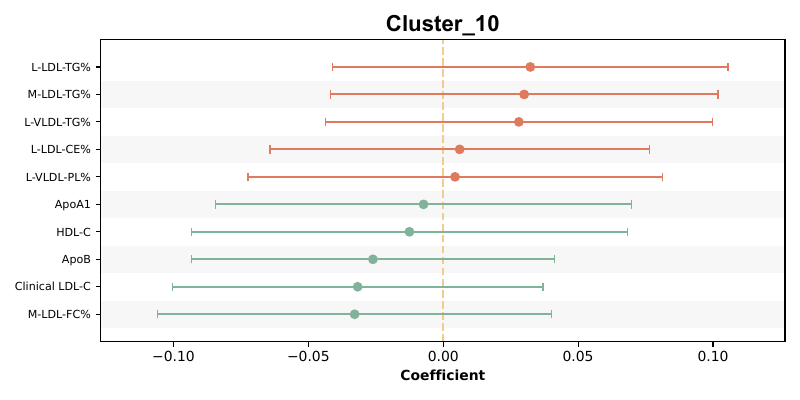 Cluster_10
L-LDL-TG%
M-LDL-TG%
L-VLDL-TG%
L-LDL-CE%
L-VLDL-PL%
ApoA1
HDL-C
ApoB
Clinical LDL-C
M-LDL-FC%
−0.10 −0.05 0.00 0.05 0.10
Coefficient